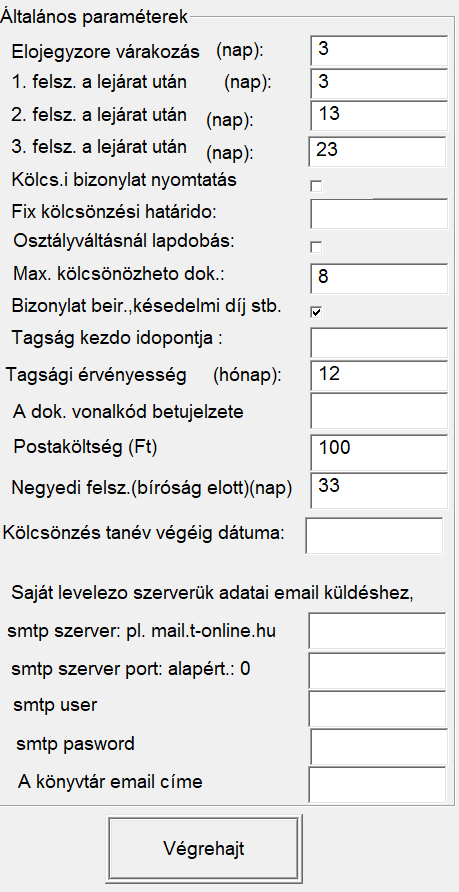 Általános paraméterek
Elojegyzore várakozás (nap): 3
1. felsz. a lejárat után (nap): 3
2. felsz. a lejárat után (nap): 13
3. felsz. a lejárat után (nap): 23
Kölcs.i bizonylat nyomtatás
Fix kölcsönzési határido:
Osztályváltásnál lapdobás:
Max. kölcsönözheto dok.: 8
Bizonylat beir.,késedelmi díj stb.
Tagság kezdo idopontja :
Tagsági érvényesség (hónap): 12
A dok. vonalkód betujelzete
Postaköltség (Ft) 100
Negyedi felsz.(bíróság elott)(nap) 33
Kölcsönzés tanév végéig dátuma:
Saját levelezo szerverük adatai email küldéshez,
smtp szerver: pl. mail.t-online.hu
smtp szerver port: alapért.: 0
smtp user
smtp pasword
A könyvtár email címe
Végrehajt